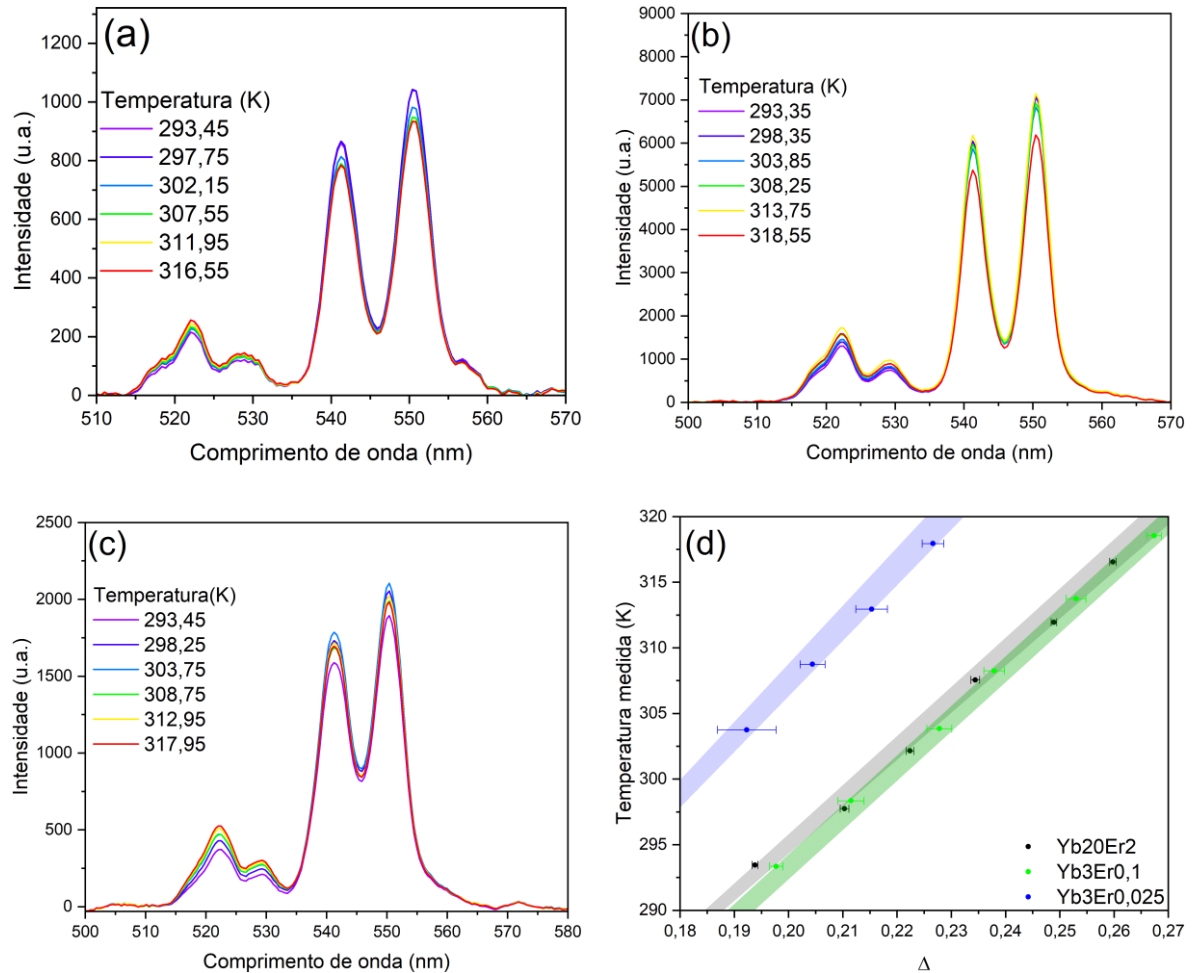 (a)
Intensidade (u.a.)
1200
1000
800
600
400
200
0
Temperatura (K)
293,45
297,75
302,15
307,55
311,95
316,55
510 520 530 540 550 560 570
Comprimento de onda (nm)
(b)
Intensidade (u.a.)
9000
8000
7000
6000
5000
4000
3000
2000
1000
0
Temperatura (K)
293,35
298,35
303,85
308,25
313,75
318,55
500 510 520 530 540 550 560 570
Comprimento de onda (nm)
(c)
Intensidade (u.a.)
2500
2000
1500
1000
500
0
Temperatura(K)
293,45
298,25
303,75
308,75
312,95
317,95
500 510 520 530 540 550 560 570 580
Comprimento de onda (nm)
(d)
Temperatura medida (K)
320
315
310
305
300
295
290
Yb20Er2
Yb3Er0,1
Yb3Er0,025
0,18 0,19 0,20 0,21 0,22 0,23 0,24 0,25 0,26 0,27
Δ